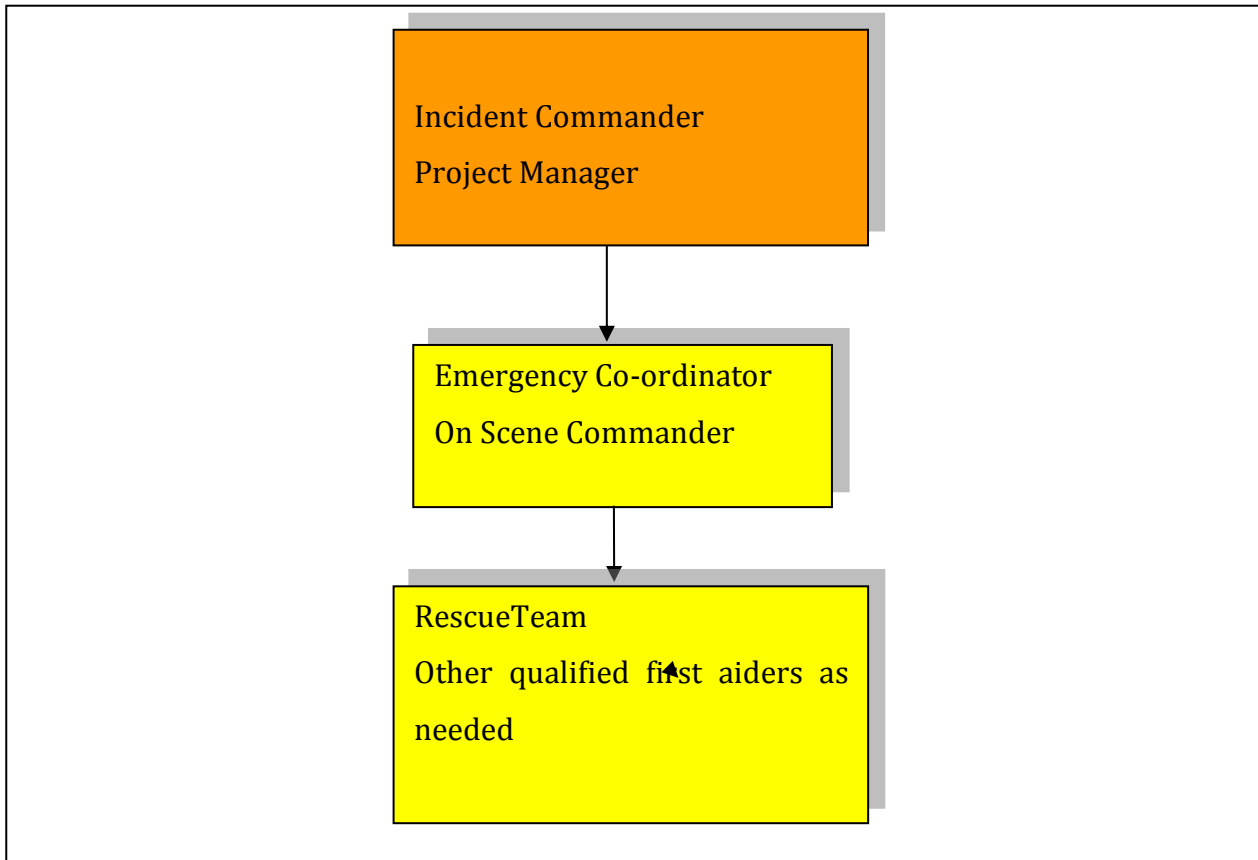 Incident Commander
Project Manager
Emergency Co-ordinator
On Scene Commander
RescueTeam
Other qualified first aiders as
needed